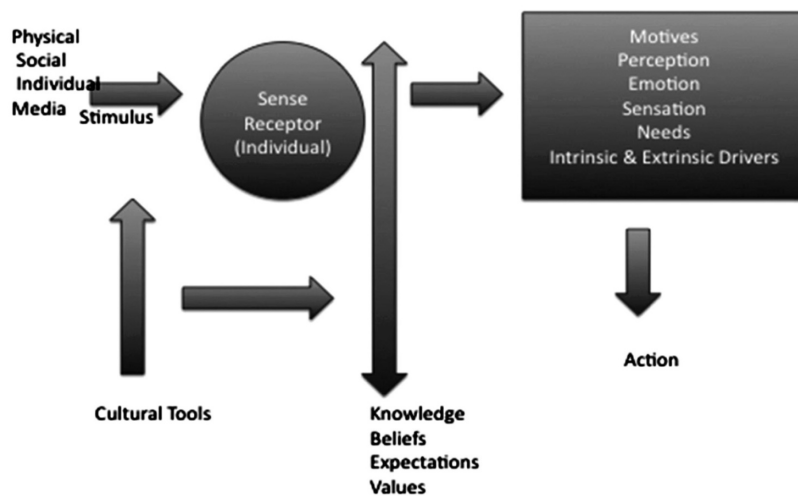 Physical
Social
Individual
Media
Stimulus
Sense
Receptor
(Individual)
Motives
Perception
Emotion
Sensation
Needs
Intrinsic & Extrinsic Drivers
Action
Cultural Tools
Knowledge
Beliefs
Expectations
Values